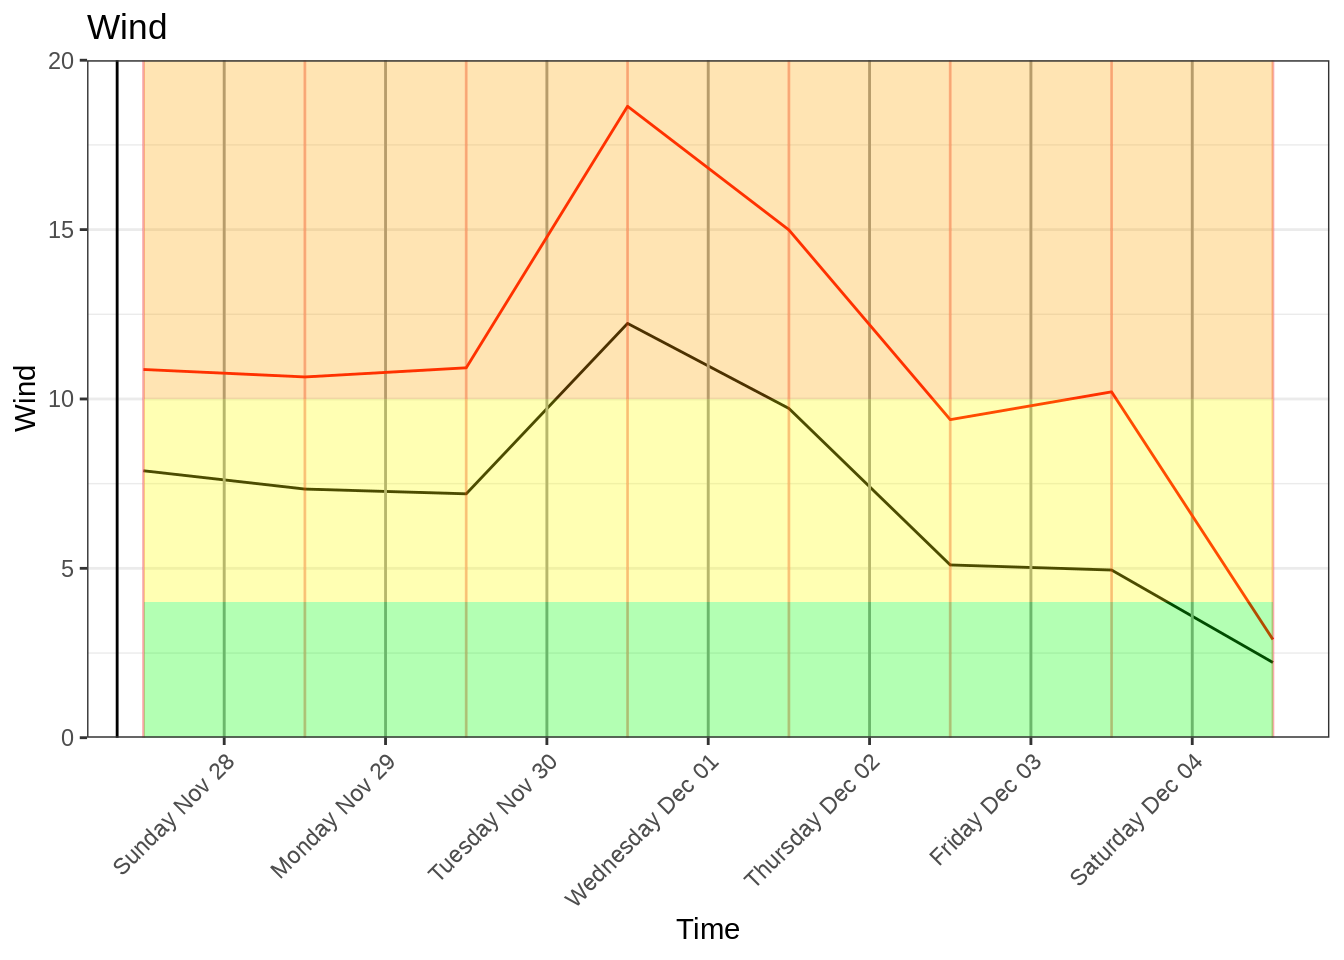 Wind
20
15
10
5
0
Wind
Sunday Nov 28
Monday Nov 29
Tuesday Nov 30
Wednesday Dec 01
Thursday Dec 02
Friday Dec 03
Saturday Dec 04
Time